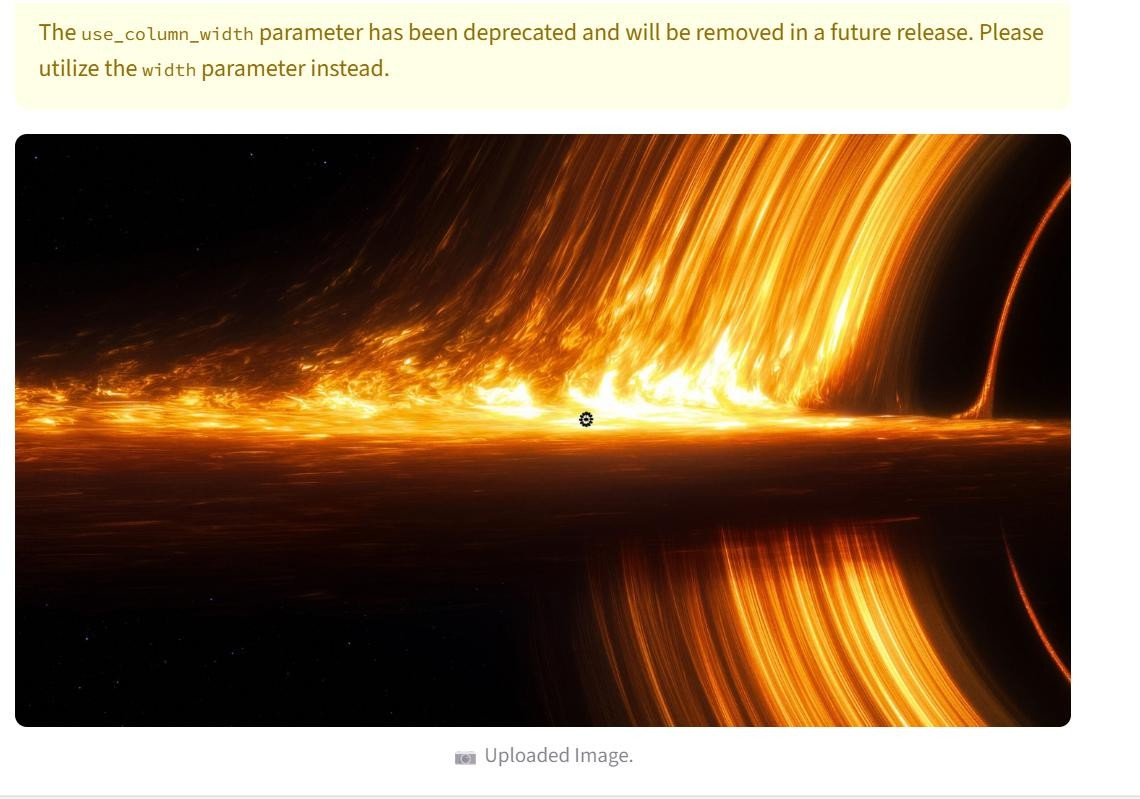 The use_column_width parameter has been deprecated and will be removed in a future release. Please
utilize the width parameter instead.
📷 Uploaded Image.